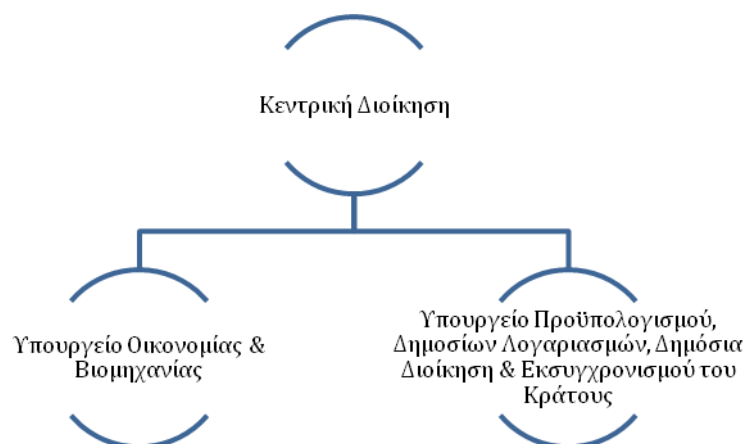 Κεντρική Διοίκηση
Υπουργείο Οικονομίας &
Βιομηχανίας
Υπουργείο Προϋπολογισμού,
Δημοσίων Λογαριασμών, Δημόσια
Διοίκηση & Εκσυγχρονισμού του
Κράτους